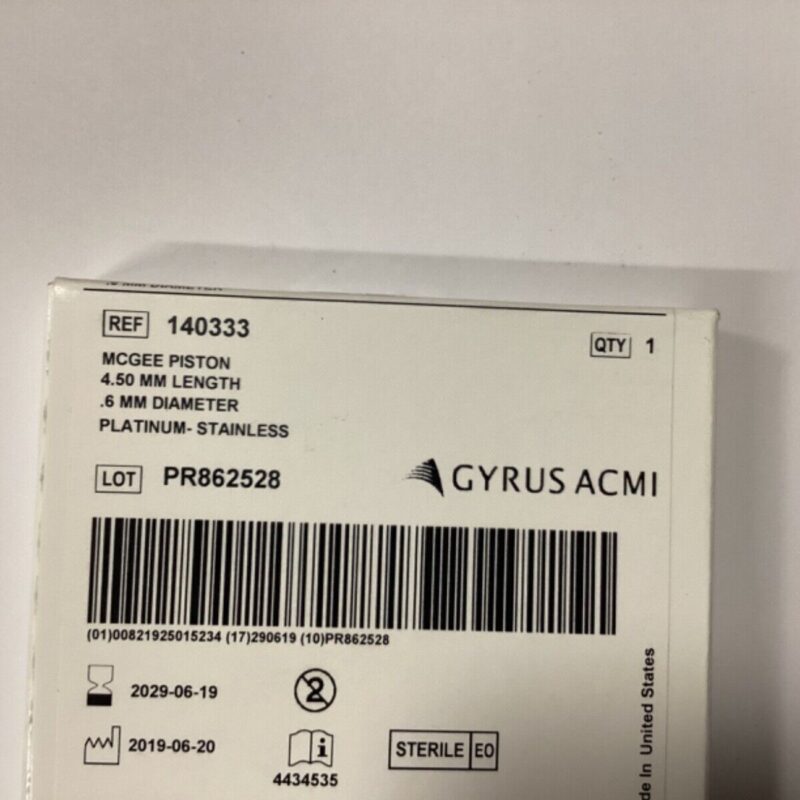 REF 140333
QTY 1
MCGEE PISTON
4.50 MM LENGTH
.6 MM DIAMETER
PLATINUM- STAINLESS
LOT PR862528
GYRUS ACMI
(01)00821925015234 (17)290619 (10)PR862528
2029-06-19
2
2019-06-20
i
4434535
STERILE EO
In United States